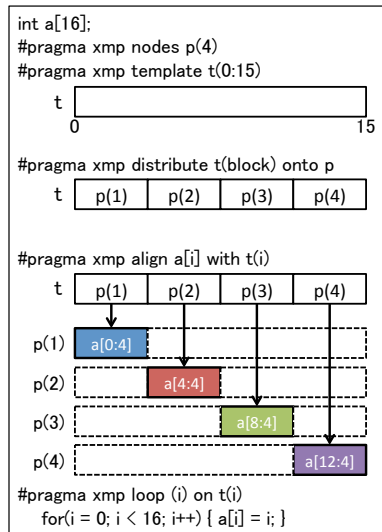 int a[16];
#pragma xmp nodes p(4)
#pragma xmp template t(0:15)
t
0 15
#pragma xmp distribute t(block) onto p
t p(1) p(2) p(3) p(4)
#pragma xmp align a[i] with t(i)
t p(1) p(2) p(3) p(4)
p(1) a[0:4]
p(2) a[4:4]
p(3) a[8:4]
p(4) a[12:4]
#pragma xmp loop (i) on t(i)
for(i = 0; i < 16; i++) { a[i] = i; }